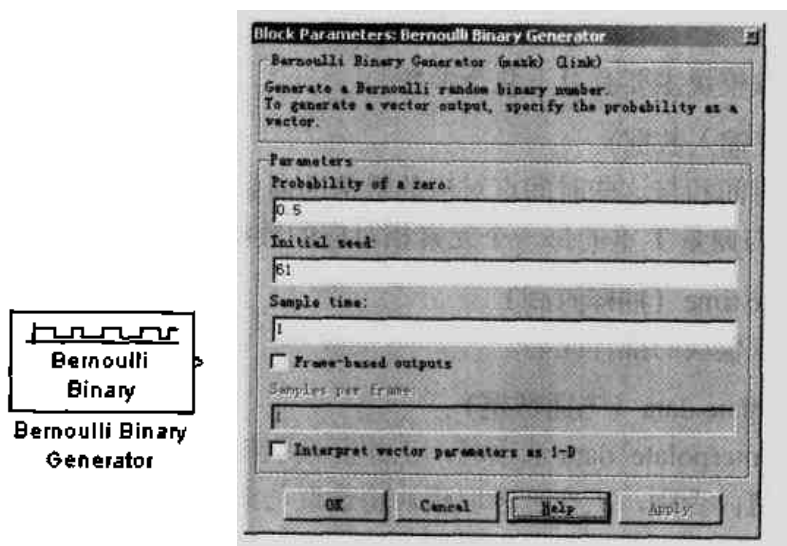 Bernoulli
Binary
Bernoulli Binary
Generator
Block Parameters: Bernoulli Binary Generator
Bernoulli Binary Generator (mask) (link)
Generate a Bernoulli random binary number.
To generate a vector output, specify the probability as a
vector.
Parameters
Probability of a zero:
0.5
Initial seed:
61
Sample time:
1
Frame-based outputs
Samples per frame
1
Interpret vector parameters as 1-D
OK
Cancel
Help
Apply